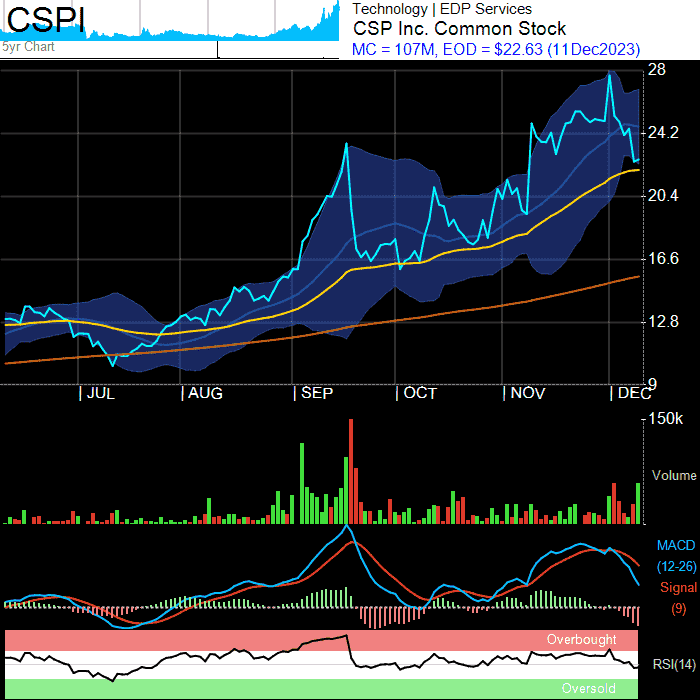 CSPI
5yr Chart
Technology | EDP Services
CSP Inc. Common Stock
MC = 107M, EOD = $22.63 (11Dec2023)
28
24.2
20.4
16.6
12.8
9
| JUL | AUG | SEP | OCT | NOV | DEC
150k
Volume
MACD
(12-26)
Signal
(9)
Overbought
RSI(14)
Oversold